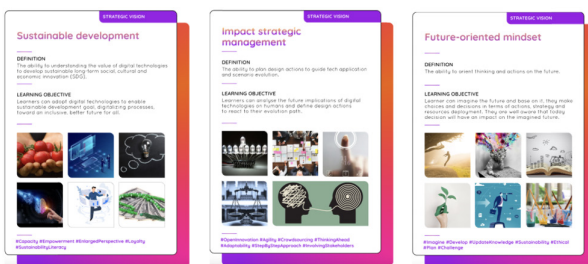 STRATEGIC VISION
Sustainable development
DEFINITION
The ability to understanding the value of digital technologies
to develop sustainable long-term social, cultural and
economic innovation (SDS).
LEARNING OBJECTIVE
Learners can adopt digital technologies to enable
sustainable development goal, digitalizing processes,
toward an inclusive, better future for all.
#Capacity #Empowerment #EnlargedPerspective #Loyalty
#SustainabilityLiteracy
STRATEGIC VISION
Impact strategic
management
DEFINITION
The ability to plan design actions to guide tech application
and scenario evolution.
LEARNING OBJECTIVE
Learners can analyse the future implications of digital
technologies on humans and define design actions
to react to their evolution path.
#OpenInnovation #Agility #Crowdsourcing #ThinkingAhead
#Adaptability #StepByStepApproach #InvolvingStakeholders
STRATEGIC VISION
Future-oriented mindset
DEFINITION
The ability to orient thinking and actions on the future.
LEARNING OBJECTIVE
Learner can imagine the future and base on it, they make
choices and decisions in terms of actions, strategy and
resources deployment. They are well aware that today
decision will have an impact on the imagined future.
#Imagine #Develop #UpdateKnowledge #Sustainability #Ethical
#Plan #Challenge